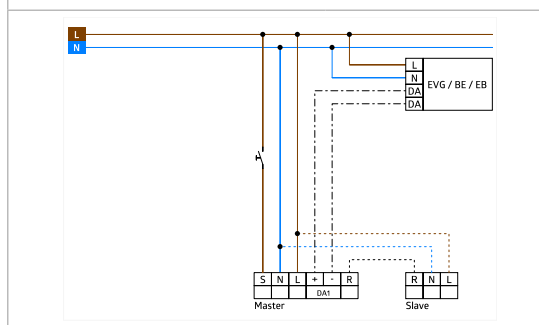 L
N
L
N
DA
DA
EVG / BE / EB
S N L + - R
DA1
Master
R N L
Slave